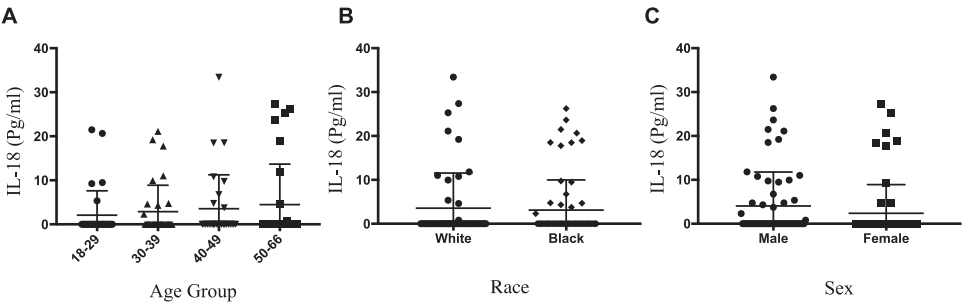 A
IL-18 (Pg/ml)
40
30
20
10
0
18-29
30-39
40-49
50-66
Age Group
B
IL-18 (Pg/ml)
40
30
20
10
0
White
Black
Race
C
IL-18 (Pg/ml)
40
30
20
10
0
Male
Female
Sex